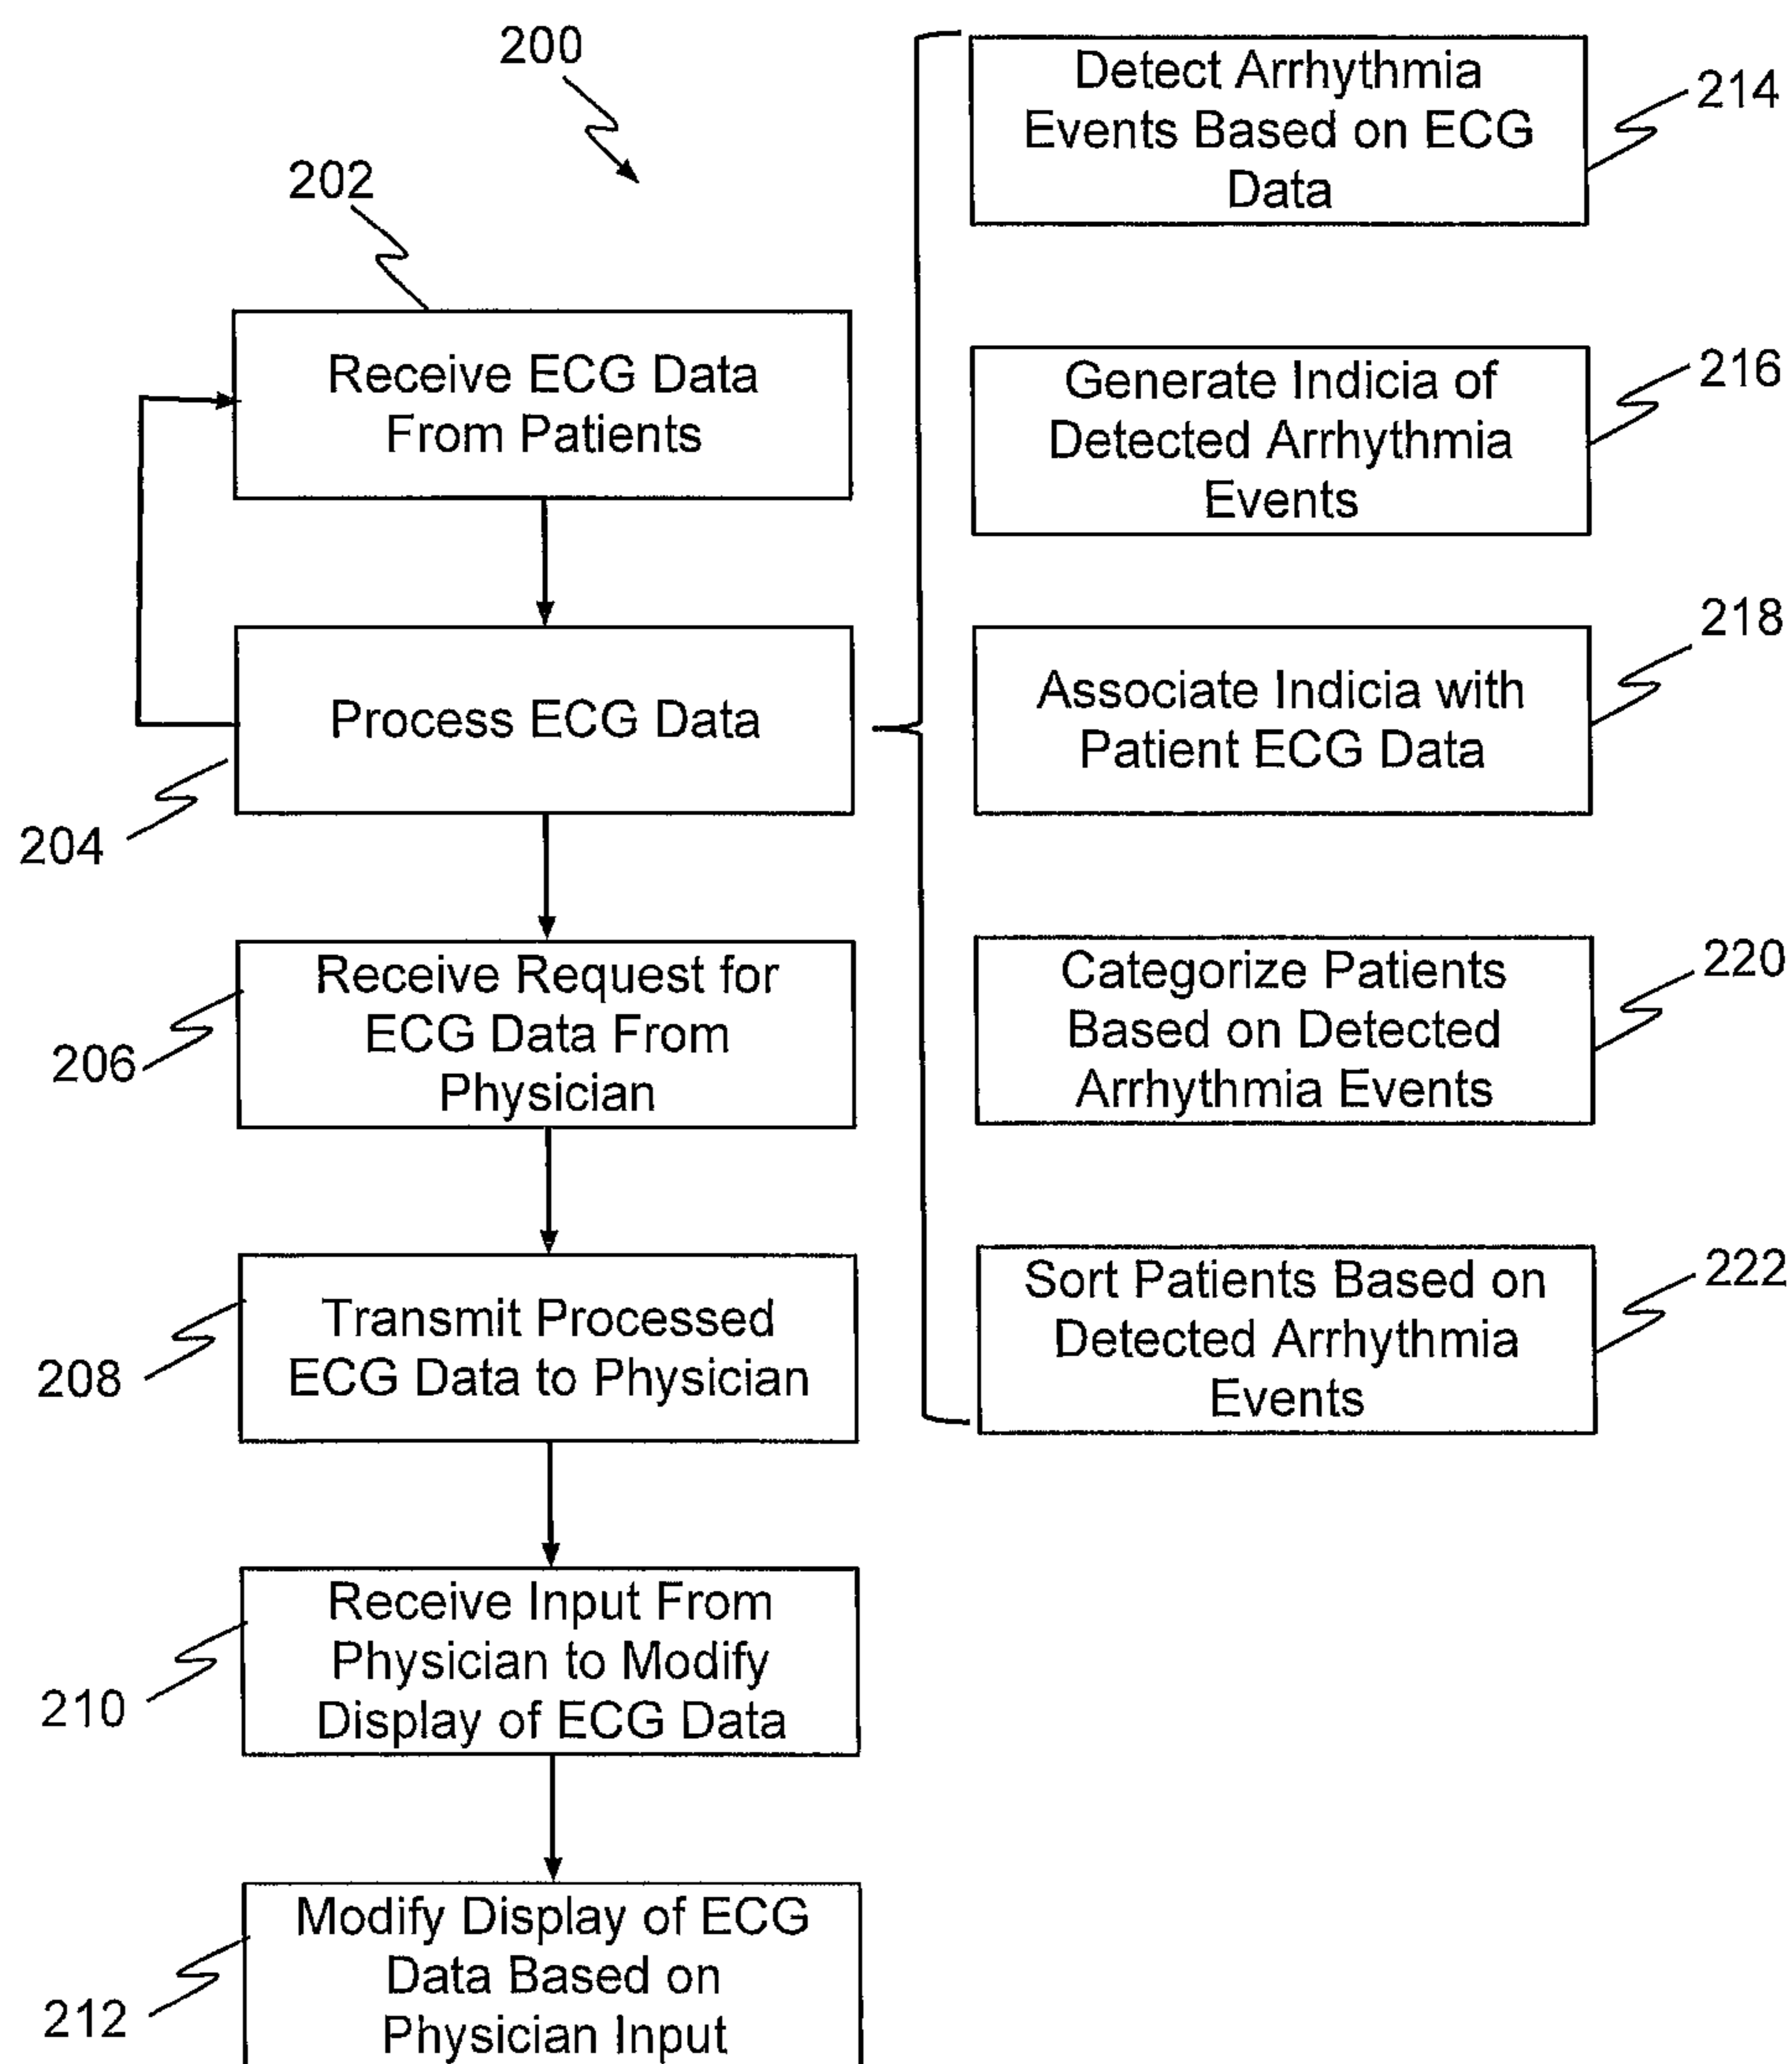 200
202
Receive ECG Data
From Patients
Process ECG Data
204
Receive Request for
ECG Data From
Physician
206
Transmit Processed
ECG Data to Physician
208
Receive Input From
Physician to Modify
Display of ECG Data
210
Modify Display of ECG
Data Based on
Physician Input
212
Detect Arrhythmia
Events Based on ECG
Data
214
Generate Indicia of
Detected Arrhythmia
Events
216
Associate Indicia with
Patient ECG Data
218
Categorize Patients
Based on Detected
Arrhythmia Events
220
Sort Patients Based on
Detected Arrhythmia
Events
222